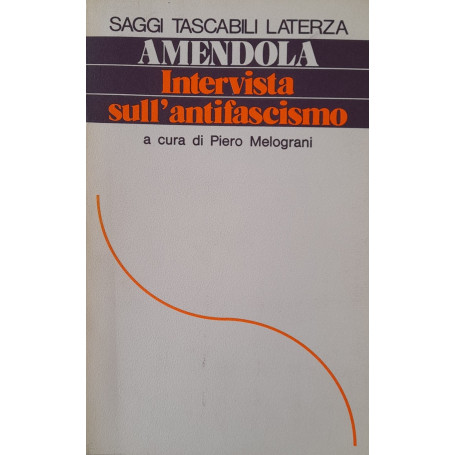 SAGGI TASCABILI LATERZA
AMENDOLA
Intervista
sull'antifascismo
a cura di Piero Melograni